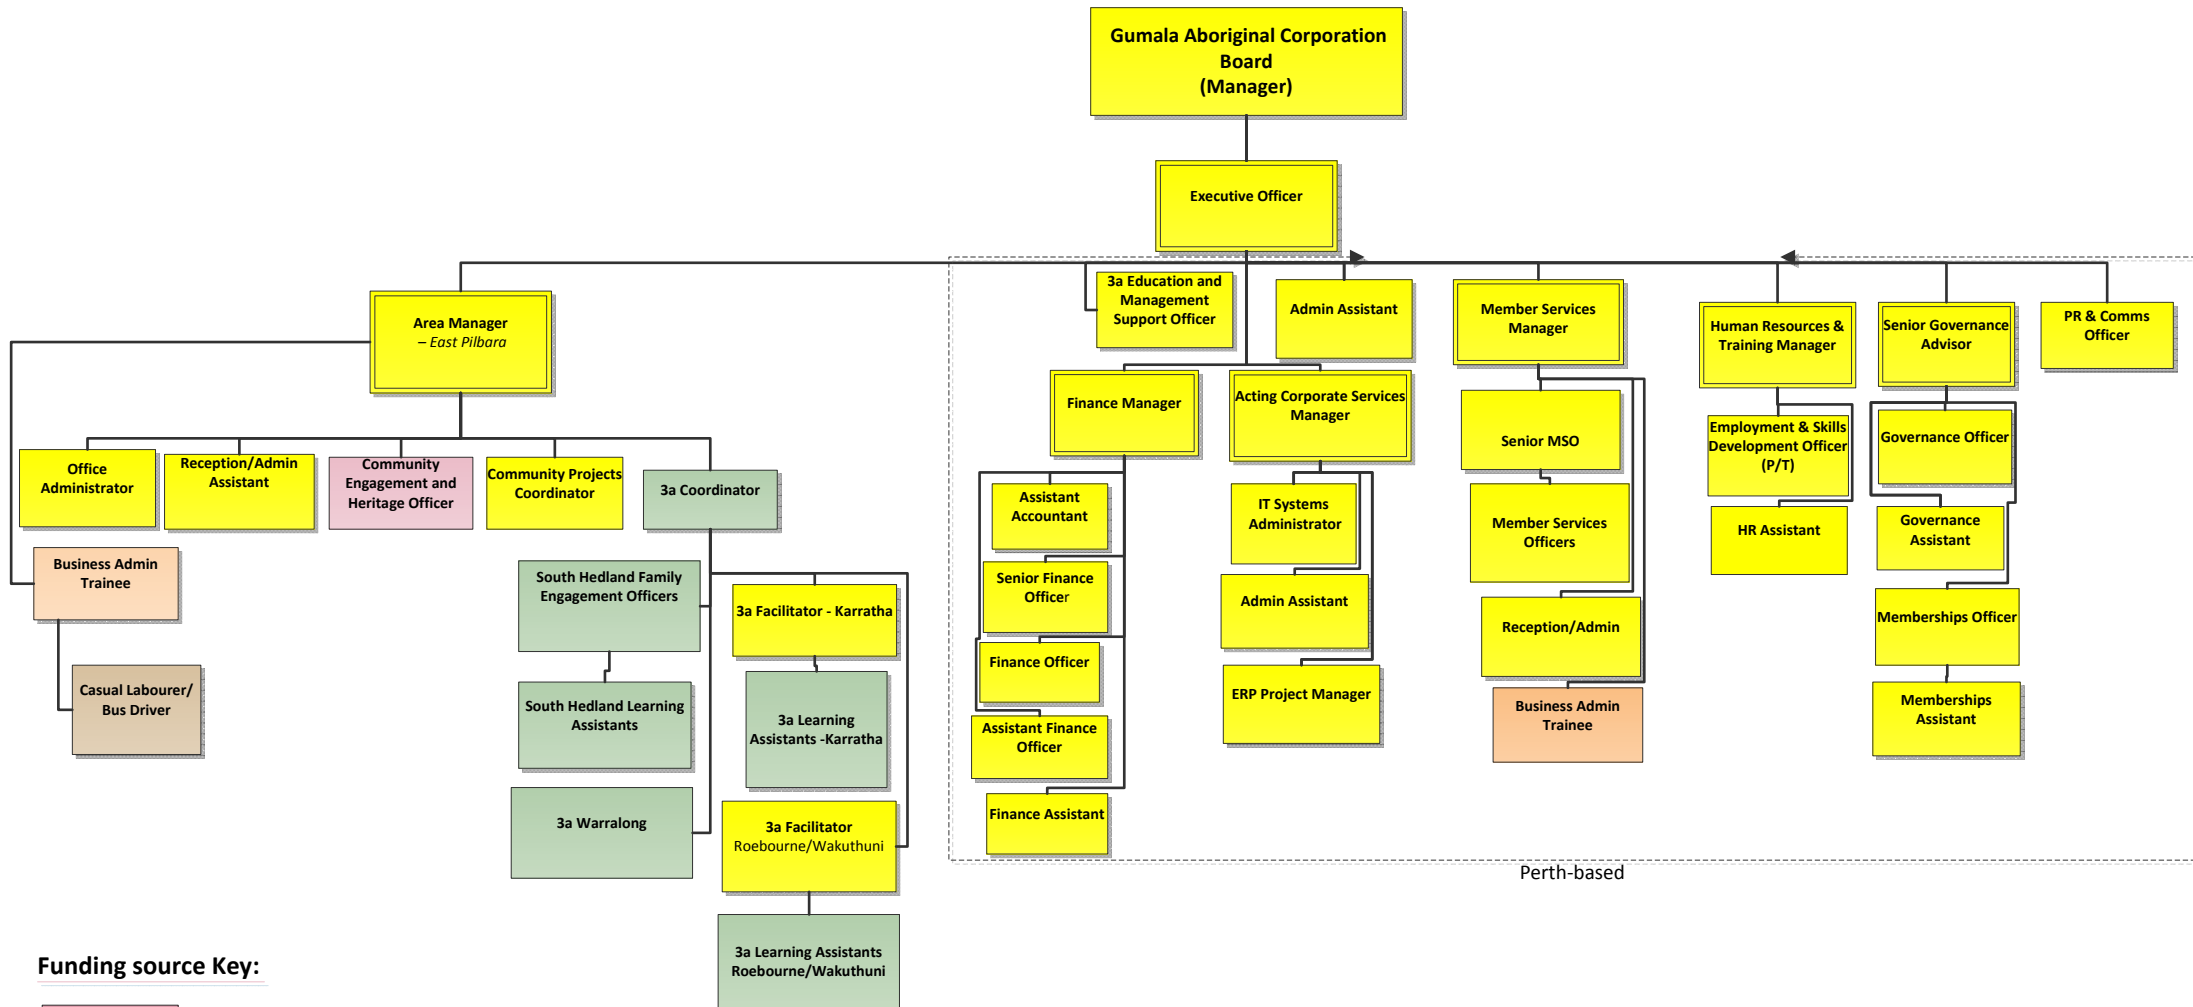 Gumala Aboriginal Corporation
Board
(Manager)
Executive Officer
Area Manager
– East Pilbara
3a Education and
Management
Support Officer
Admin Assistant
Member Services
Manager
Human Resources &
Training Manager
Senior Governance
Advisor
PR & Comms
Officer
Finance Manager
Acting Corporate Services
Manager
Office
Administrator
Reception/Admin
Assistant
Community
Engagement and
Heritage Officer
Community Projects
Coordinator
3a Coordinator
Assistant
Accountant
IT Systems
Administrator
Senior MSO
Employment & Skills
Development Officer
(P/T)
Governance Officer
Business Admin
Trainee
South Hedland Family
Engagement Officers
3a Facilitator - Karratha
Senior Finance
Officer
Admin Assistant
Member Services
Officers
HR Assistant
Governance
Assistant
Casual Labourer/
Bus Driver
South Hedland Learning
Assistants
3a Learning
Assistants -Karratha
Finance Officer
ERP Project Manager
Reception/Admin
Memberships Officer
Assistant Finance
Officer
Business Admin
Trainee
Memberships
Assistant
3a Warralong
3a Facilitator
Roebourne/Wakuthuni
Finance Assistant
Perth-based
3a Learning Assistants
Roebourne/Wakuthuni
Funding source Key: